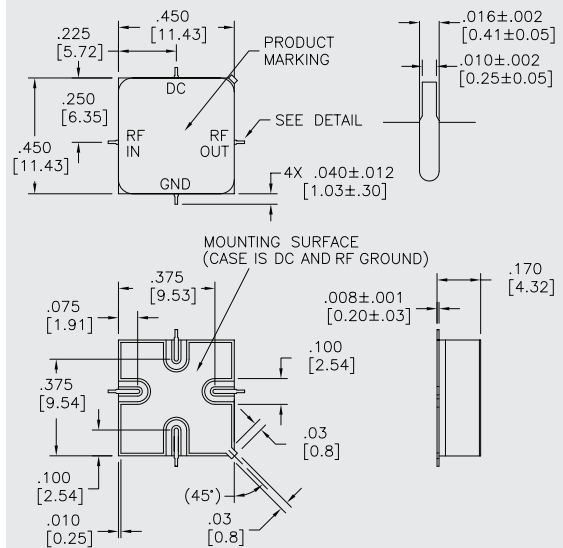 .450
[11.43]
.225
[5.72]
PRODUCT
MARKING
.016±.002
[0.41±0.05]
.010±.002
[0.25±0.05]
DC
.250
[6.35]
RF
IN
RF
OUT
SEE DETAIL
.450
[11.43]
GND
4X .040±.012
[1.03±.30]
MOUNTING SURFACE
(CASE IS DC AND RF GROUND)
.375
[9.53]
.075
[1.91]
.170
[4.32]
.008±.001
[0.20±.03]
.100
[2.54]
.375
[9.54]
.03
[0.8]
.100
[2.54]
(45°)
.010
[0.25]
.03
[0.8]